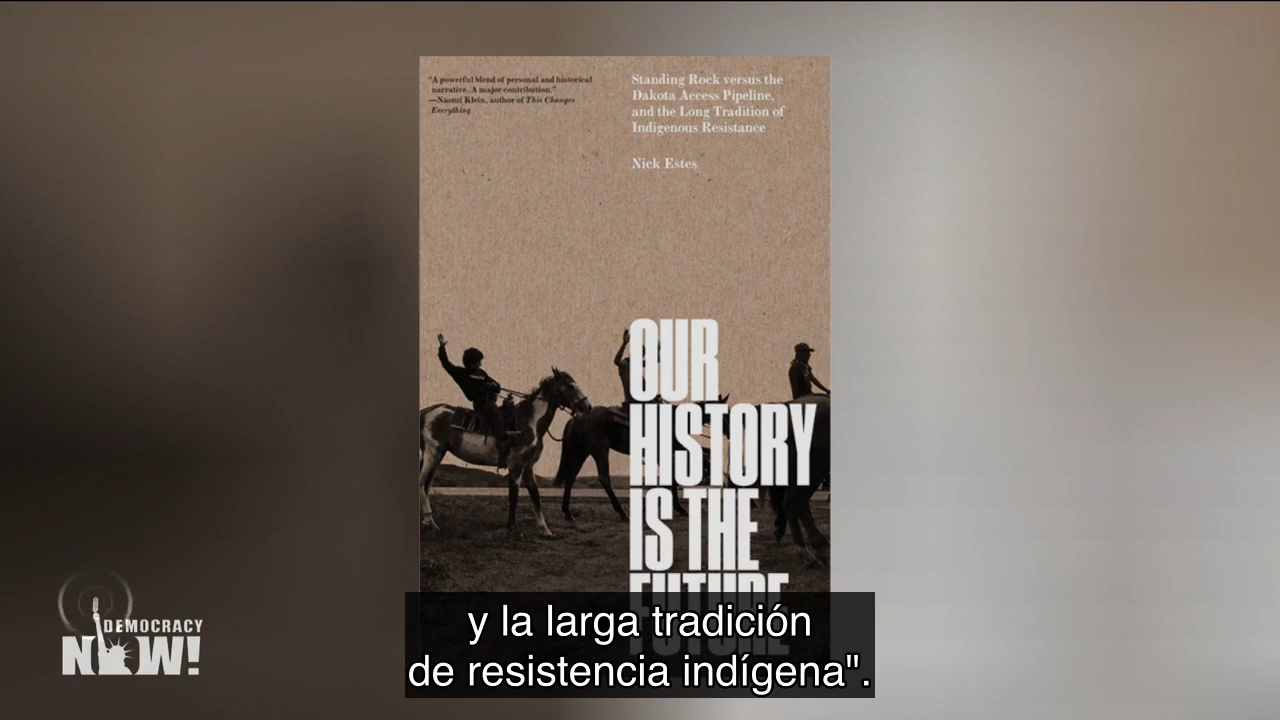 "A powerful blend of personal and historical
narrative. A major contribution."
—Naomi Klein, author of This Changes
Everything
Standing Rock versus the
Dakota Access Pipeline,
and the Long Tradition of
Indigenous Resistance
Nick Estes
OUR
HISTORY
IS THE
FUTURE
DEMOCRACY
NOW!
y la larga tradición
de resistencia indígena".